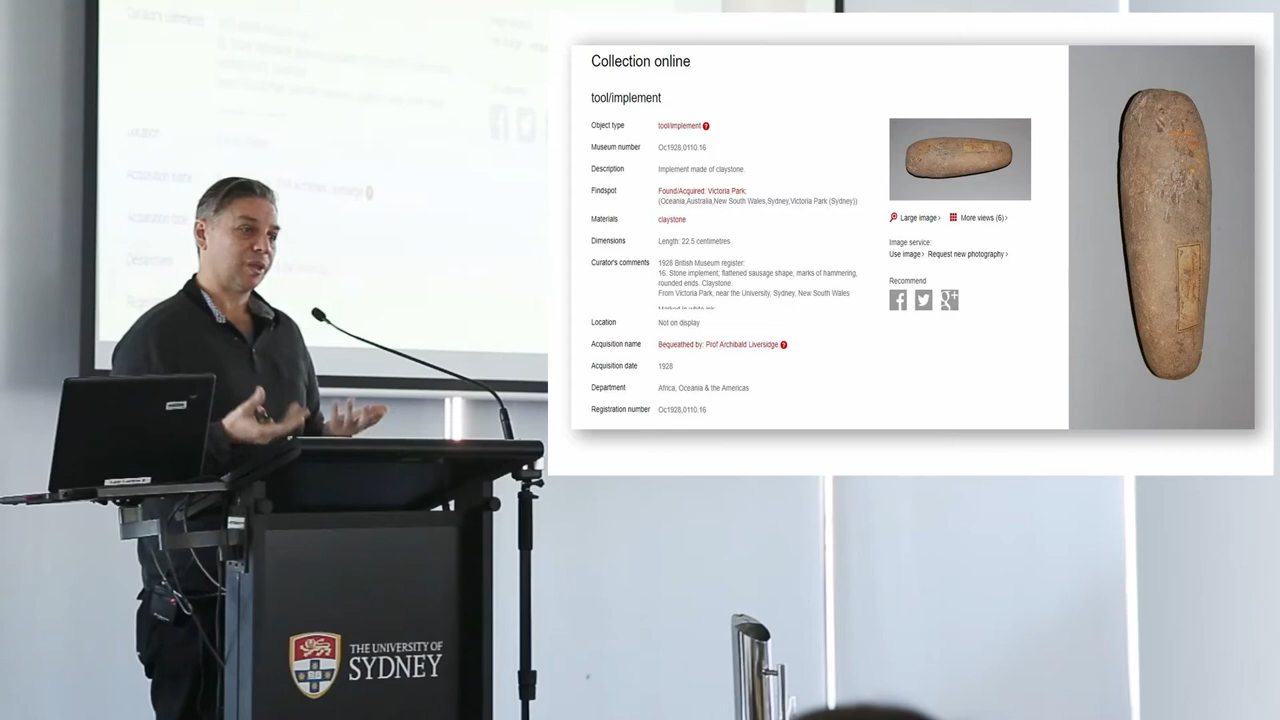 Collection online
tool/implement
Object type tool/implement ?
Museum number Oc1928,0110.16
Description Implement made of claystone.
Findspot Found/Acquired: Victoria Park;
(Oceania,Australia,New South Wales,Sydney,Victoria Park (Sydney))
Materials claystone
Dimensions Length: 22.5 centimetres
Curator's comments 1928 British Museum register:
16. Stone implement; flattened sausage shape, marks of hammering,
rounded ends. Claystone.
From Victoria Park, near the University, Sydney, New South Wales
Location Not on display
Acquisition name Bequeathed by: Prof Archibald Liversidge ?
Acquisition date 1928
Department Africa, Oceania & the Americas
Registration number Oc1928,0110.16
Large image › More views (6) ›
Image service:
Use image › Request new photography ›
Recommend
THE UNIVERSITY OF
SYDNEY